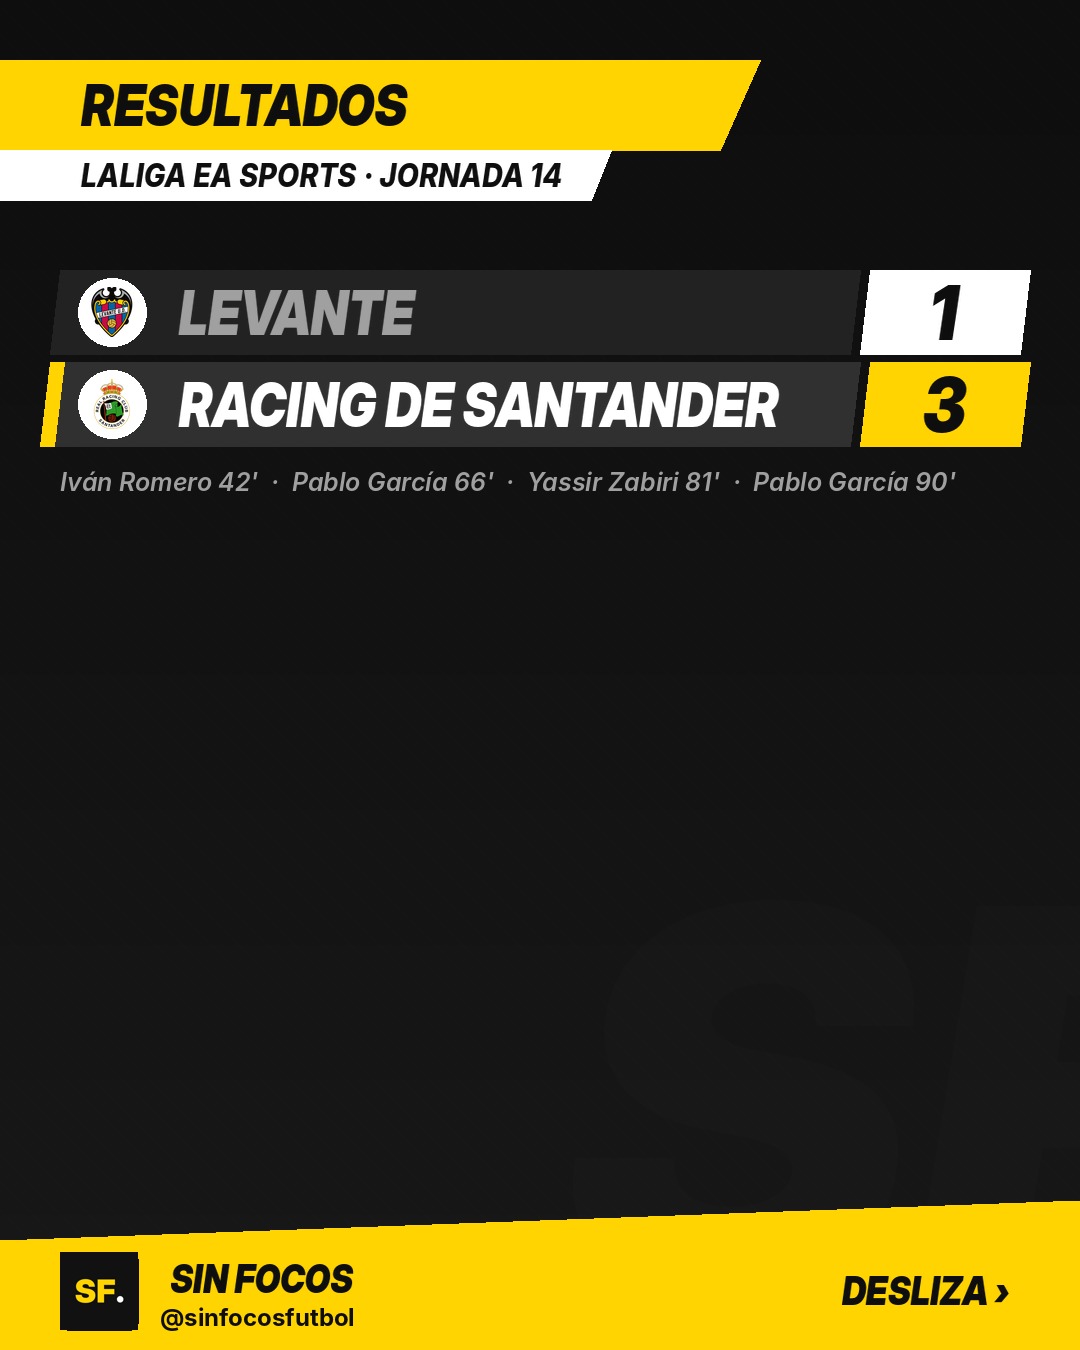 RESULTADOS
LALIGA EA SPORTS · JORNADA 14
LEVANTE 1
RACING DE SANTANDER 3
Iván Romero 42' · Pablo García 66' · Yassir Zabiri 81' · Pablo García 90'
SF
SF.
SIN FOCOS
@sinfocosfutbol
DESLIZA ›